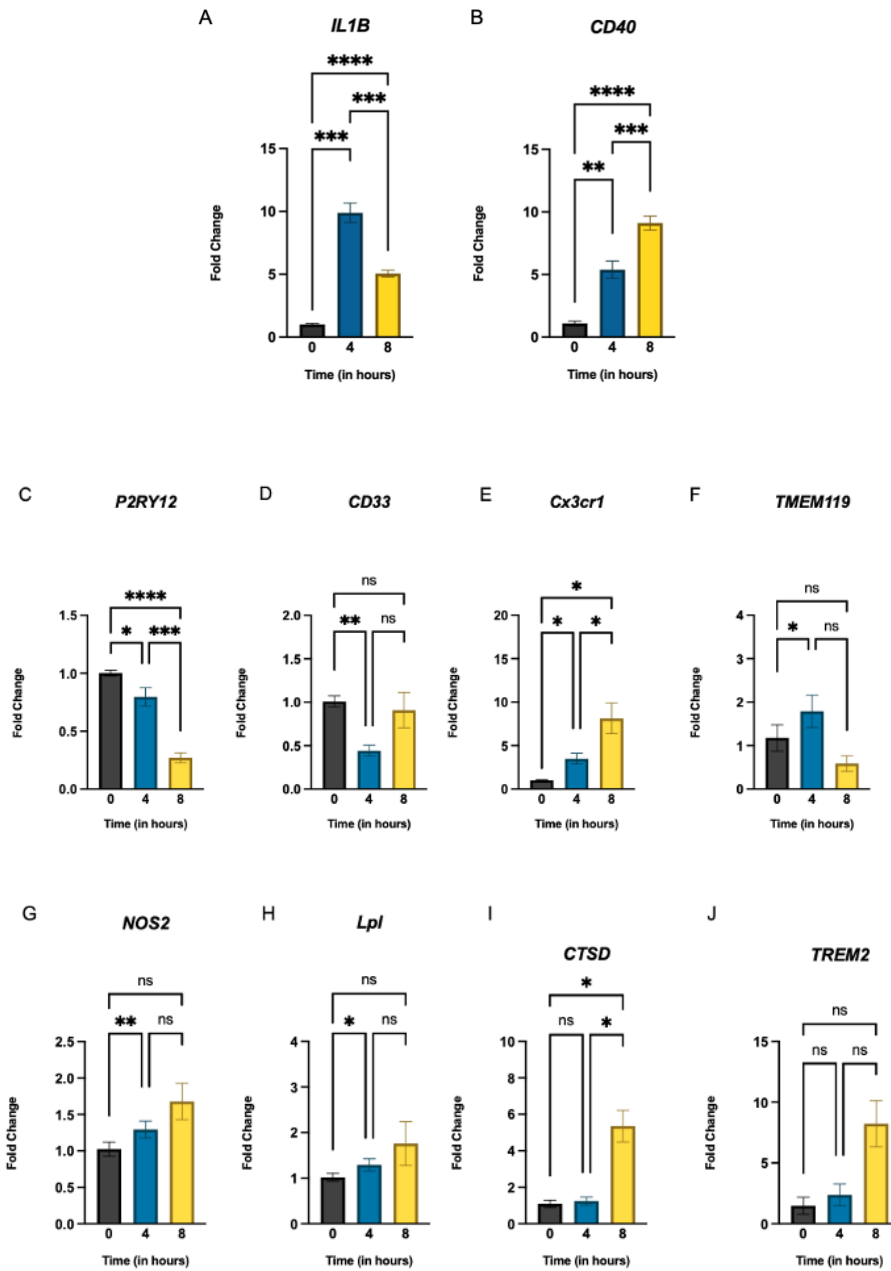 A
IL1B
****
***
***
15
10
5
0
Fold Change
0 4 8
Time (in hours)
B
CD40
****
***
**
15
10
5
0
Fold Change
0 4 8
Time (in hours)
C
P2RY12
****
* ***
1.5
1.0
0.5
0.0
Fold Change
0 4 8
Time (in hours)
D
CD33
ns
** ns
2.0
1.5
1.0
0.5
0.0
Fold Change
0 4 8
Time (in hours)
E
Cx3cr1
*
* *
20
15
10
5
0
Fold Change
0 4 8
Time (in hours)
F
TMEM119
ns
* ns
4
3
2
1
0
Fold Change
0 4 8
Time (in hours)
G
NOS2
ns
** ns
2.5
2.0
1.5
1.0
0.5
0.0
Fold Change
0 4 8
Time (in hours)
H
Lpl
ns
* ns
4
3
2
1
0
Fold Change
0 4 8
Time (in hours)
I
CTSD
*
ns *
10
8
6
4
2
0
Fold Change
0 4 8
Time (in hours)
J
TREM2
ns
ns ns
15
10
5
0
Fold Change
0 4 8
Time (in hours)